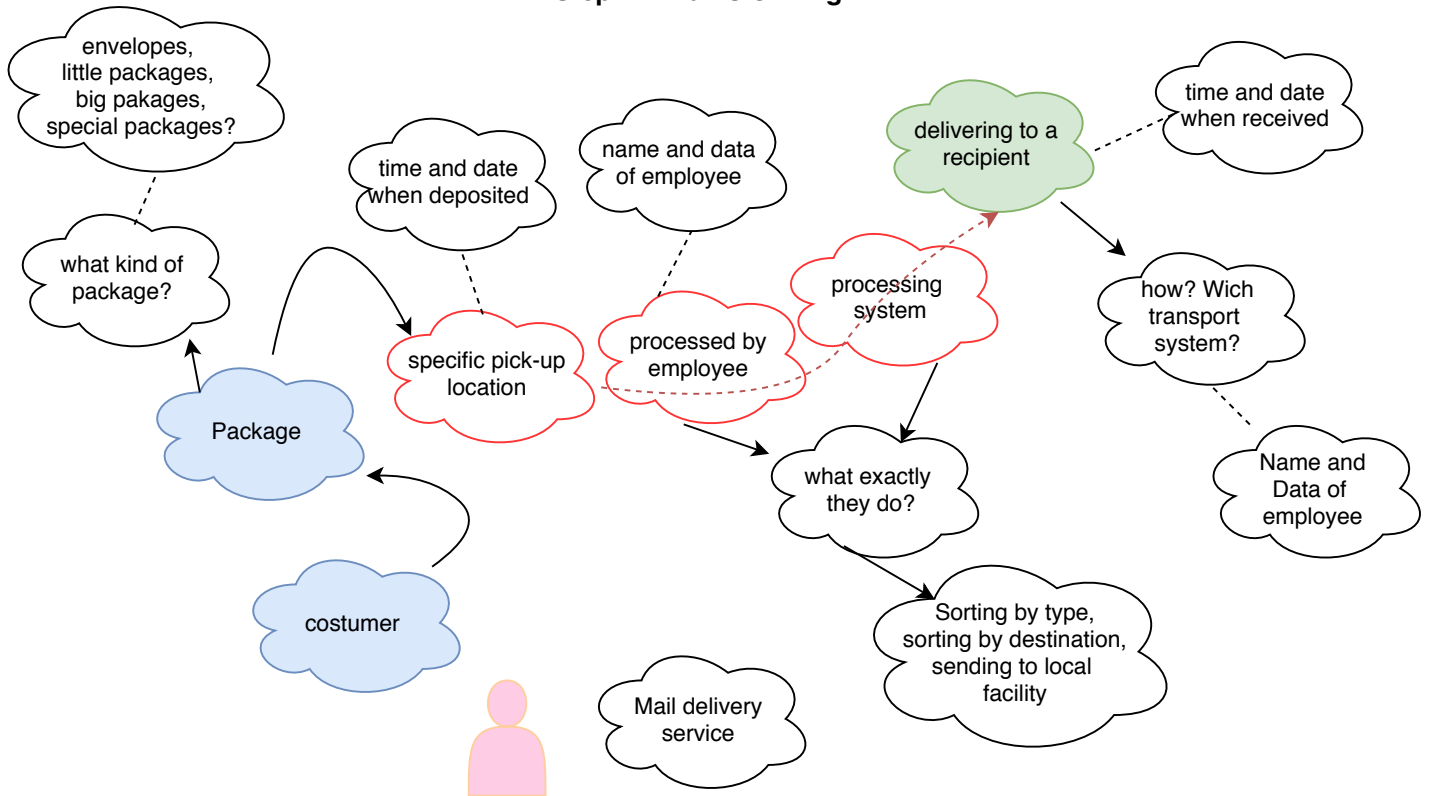 envelopes,
little packages,
big pakages,
special packages?
what kind of
package?
time and date
when deposited
name and data
of employee
delivering to a
recipient
time and date
when received
specific pick-up
location
processed by
employee
processing
system
how? Wich
transport
system?
Package
what exactly
they do?
Name and
Data of
employee
costumer
Sorting by type,
sorting by destination,
sending to local
facility
Mail delivery
service